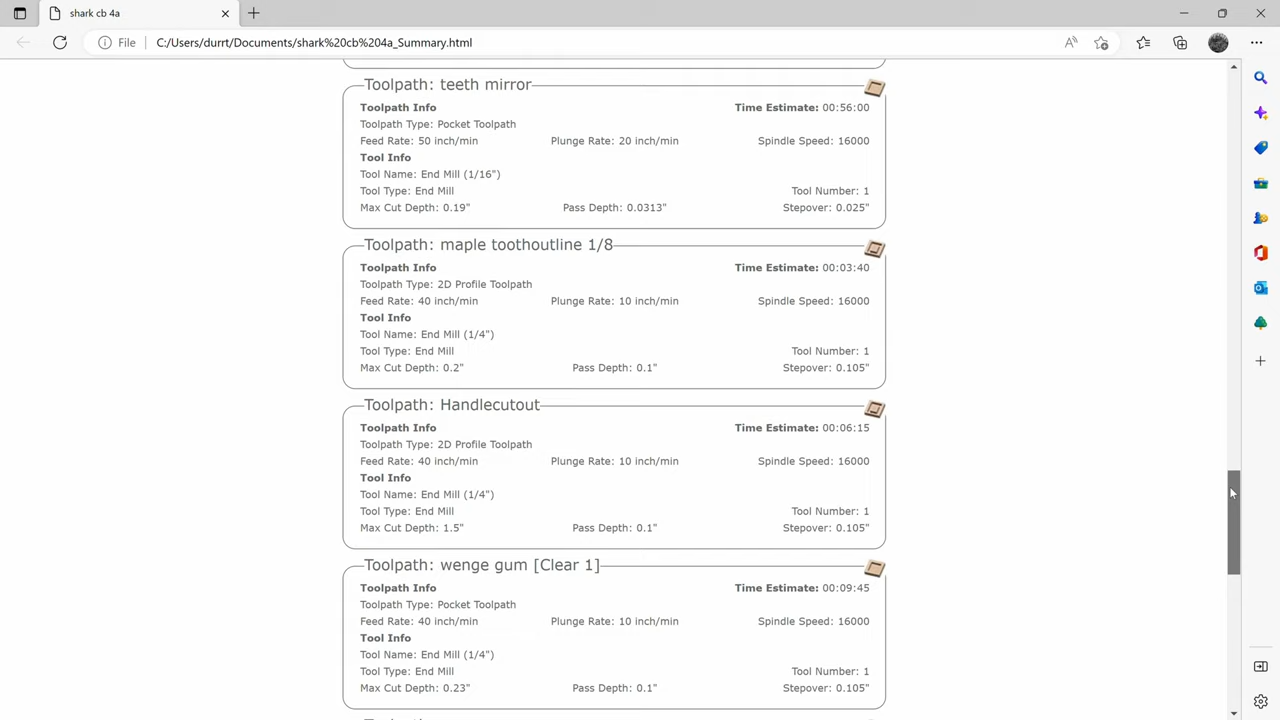 shark cb 4a
File
C:/Users/durrt/Documents/shark%20cb%204a_Summary.html
Toolpath: teeth mirror
Toolpath Info Time Estimate: 00:56:00
Toolpath Type: Pocket Toolpath
Feed Rate: 50 inch/min Plunge Rate: 20 inch/min Spindle Speed: 16000
Tool Info
Tool Name: End Mill (1/16")
Tool Type: End Mill Tool Number: 1
Max Cut Depth: 0.19" Pass Depth: 0.0313" Stepover: 0.025"
Toolpath: maple toothoutline 1/8
Toolpath Info Time Estimate: 00:03:40
Toolpath Type: 2D Profile Toolpath
Feed Rate: 40 inch/min Plunge Rate: 10 inch/min Spindle Speed: 16000
Tool Info
Tool Name: End Mill (1/4")
Tool Type: End Mill Tool Number: 1
Max Cut Depth: 0.2" Pass Depth: 0.1" Stepover: 0.105"
Toolpath: Handlecutout
Toolpath Info Time Estimate: 00:06:15
Toolpath Type: 2D Profile Toolpath
Feed Rate: 40 inch/min Plunge Rate: 10 inch/min Spindle Speed: 16000
Tool Info
Tool Name: End Mill (1/4")
Tool Type: End Mill Tool Number: 1
Max Cut Depth: 1.5" Pass Depth: 0.1" Stepover: 0.105"
Toolpath: wenge gum [Clear 1]
Toolpath Info Time Estimate: 00:09:45
Toolpath Type: Pocket Toolpath
Feed Rate: 40 inch/min Plunge Rate: 10 inch/min Spindle Speed: 16000
Tool Info
Tool Name: End Mill (1/4")
Tool Type: End Mill Tool Number: 1
Max Cut Depth: 0.23" Pass Depth: 0.1" Stepover: 0.105"